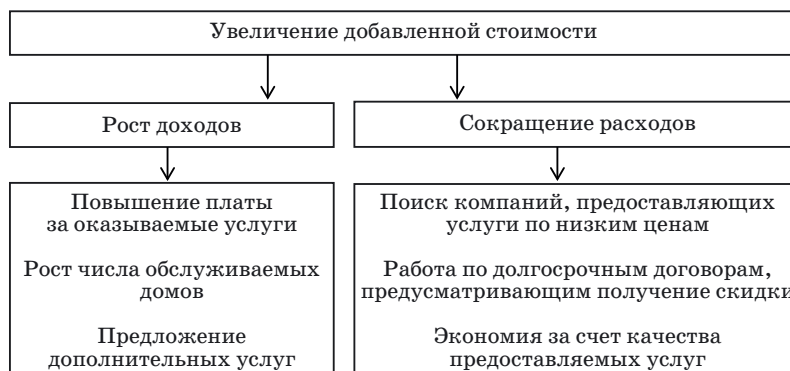 Увеличение добавленной стоимости
Рост доходов
Сокращение расходов
Повышение платы
за оказываемые услуги
Рост числа обслуживаемых
домов
Предложение
дополнительных услуг
Поиск компаний, предоставляющих
услуги по низким ценам
Работа по долгосрочным договорам,
предусматривающим получение скидки
Экономия за счет качества
предоставляемых услуг